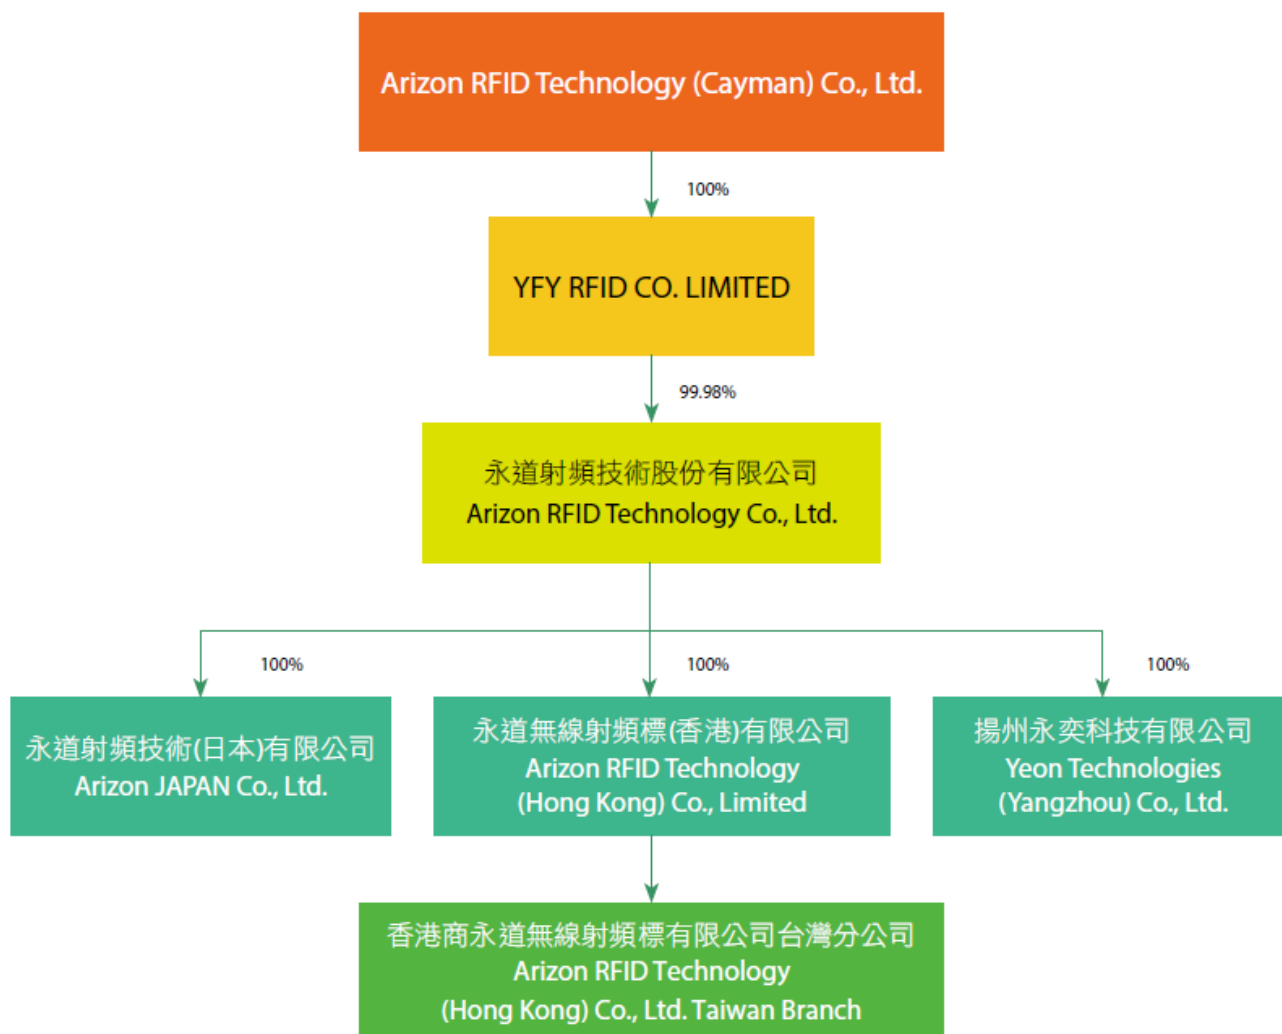 Arizon RFID Technology (Cayman) Co., Ltd.
100%
YFY RFID CO. LIMITED
99.98%
永道射頻技術股份有限公司
Arizon RFID Technology Co., Ltd.
100%
100%
100%
永道射頻技術(日本)有限公司
Arizon JAPAN Co., Ltd.
永道無線射頻標(香港)有限公司
Arizon RFID Technology
(Hong Kong) Co., Limited
揚州永奕科技有限公司
Yeon Technologies
(Yangzhou) Co., Ltd.
香港商永道無線射頻標有限公司台灣分公司
Arizon RFID Technology
(Hong Kong) Co., Ltd. Taiwan Branch